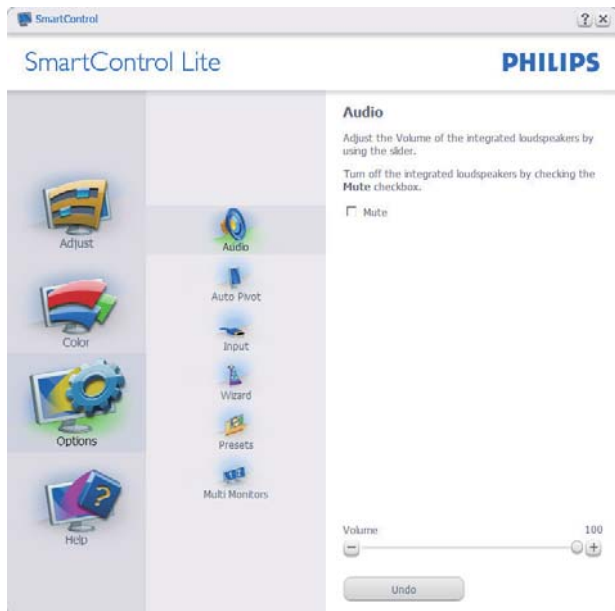 SmartControl
SmartControl Lite
PHILIPS
Adjust
Color
Options
Help
Audio
Auto Pivot
Input
Wizard
Presets
Multi Monitors
Audio
Adjust the Volume of the integrated loudspeakers by
using the slider.
Turn off the integrated loudspeakers by checking the
Mute checkbox.
Mute
Volume 100
Undo